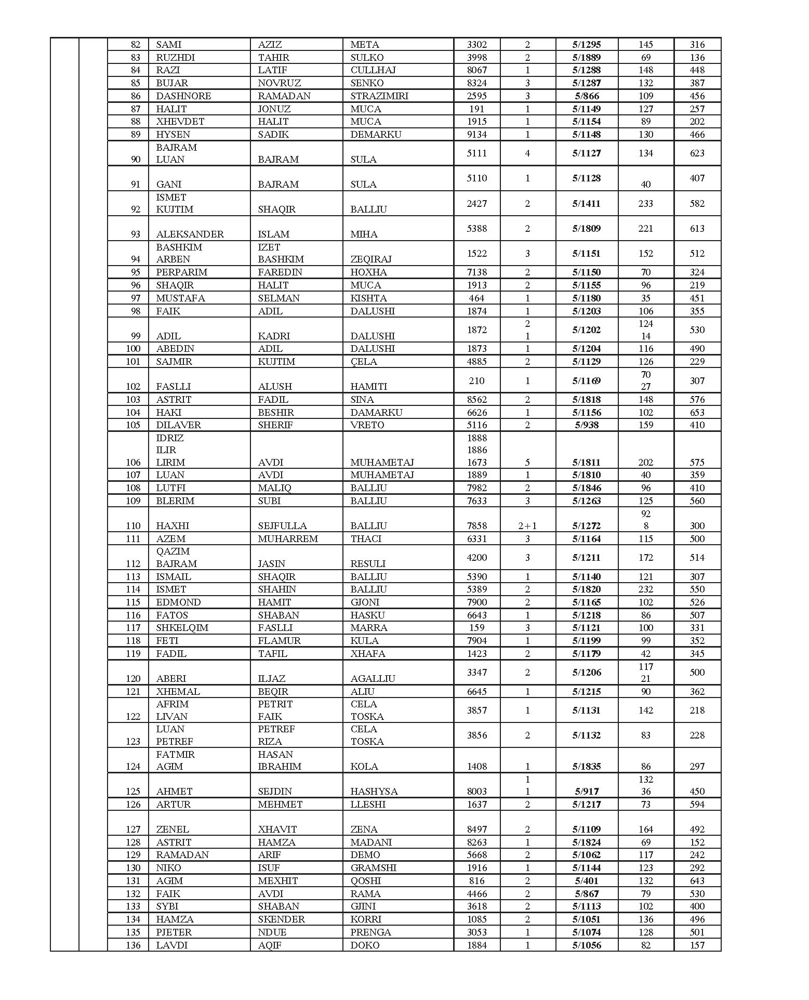 82 SAMI AZIZ META 3302 2 5/1295 145 316
83 RUZHDI TAHIR SULKO 3998 2 5/1889 69 136
84 RAZI LATIF CULLHAJ 8067 1 5/1288 148 448
85 BUJAR NOVRUZ SENKO 8324 3 5/1287 132 387
86 DASHNORE RAMADAN STRAZIMIRI 2595 3 5/866 109 456
87 HALIT JONUZ MUCA 191 1 5/1149 127 257
88 XHEVDET HALIT MUCA 1915 1 5/1154 89 202
89 HYSEN SADIK DEMARKU 9134 1 5/1148 130 466
BAJRAM
90 LUAN BAJRAM SULA 5111 4 5/1127 134 623
91 GANI BAJRAM SULA 5110 1 5/1128 40 407
ISMET
92 KUJTIM SHAQIR BALLIU 2427 2 5/1411 233 582
93 ALEKSANDER ISLAM MIHA 5388 2 5/1809 221 613
BASHKIM IZET
94 ARBEN BASHKIM ZEQIRAJ 1522 3 5/1151 152 512
95 PERPARIM FAREDIN HOXHA 7138 2 5/1150 70 324
96 SHAQIR HALIT MUCA 1913 2 5/1155 96 219
97 MUSTAFA SELMAN KISHTA 464 1 5/1180 35 451
98 FAIK ADIL DALUSHI 1874 1 5/1203 106 355
2 124
99 ADIL KADRI DALUSHI 1872 1 5/1202 14 530
100 ABEDIN ADIL DALUSHI 1873 1 5/1204 116 490
101 SAJMIR KUJTIM ÇELA 4885 2 5/1129 126 229
70
102 FASLLI ALUSH HAMITI 210 1 5/1169 27 307
103 ASTRIT FADIL SINA 8562 2 5/1818 148 576
104 HAKI BESHIR DAMARKU 6626 1 5/1156 102 653
105 DILAVER SHERIF VRETO 5116 2 5/938 159 410
IDRIZ 1888
ILIR 1886
106 LIRIM AVDI MUHAMETAJ 1673 5 5/1811 202 575
107 LUAN AVDI MUHAMETAJ 1889 1 5/1810 40 359
108 LUTFI MALIQ BALLIU 7982 2 5/1846 96 410
109 BLERIM SUBI BALLIU 7633 3 5/1263 125 560
92
110 HAXHI SEJFULLA BALLIU 7858 2+1 5/1272 8 300
111 AZEM MUHARREM THACI 6331 3 5/1164 115 500
QAZIM
112 BAJRAM JASIN RESULI 4200 3 5/1211 172 514
113 ISMAIL SHAQIR BALLIU 5390 1 5/1140 121 307
114 ISMET SHAHIN BALLIU 5389 2 5/1820 232 550
115 EDMOND HAMIT GJONI 7900 2 5/1165 102 526
116 FATOS SHABAN HASKU 6643 1 5/1218 86 507
117 SHKELQIM FASLLI MARRA 159 3 5/1121 100 331
118 FETI FLAMUR KULA 7904 1 5/1199 99 352
119 FADIL TAFIL XHAFA 1423 2 5/1179 42 345
117
120 ABERI ILJAZ AGALLIU 3347 2 5/1206 21 500
121 XHEMAL BEQIR ALIU 6645 1 5/1215 90 362
AFRIM PETRIT CELA
122 LIVAN FAIK TOSKA 3857 1 5/1131 142 218
LUAN PETREF CELA
123 PETREF RIZA TOSKA 3856 2 5/1132 83 228
FATMIR HASAN
124 AGIM IBRAHIM KOLA 1408 1 5/1835 86 297
1 132
125 AHMET SEJDIN HASHYSA 8003 1 5/917 36 450
126 ARTUR MEHMET LLESHI 1637 2 5/1217 73 594
127 ZENEL XHAVIT ZENA 8497 2 5/1109 164 492
128 ASTRIT HAMZA MADANI 8263 1 5/1824 69 152
129 RAMADAN ARIF DEMO 5668 2 5/1062 117 242
130 NIKO ISUF GRAMSHI 1916 1 5/1144 123 292
131 AGIM MEXHIT QOSHI 816 2 5/401 132 643
132 FAIK AVDI RAMA 4466 2 5/867 79 530
133 SYBI SHABAN GJINI 3618 2 5/1113 102 400
134 HAMZA SKENDER KORRI 1085 2 5/1051 136 496
135 PJETER NDUE PRENGA 3053 1 5/1074 128 501
136 LAVDI AQIF DOKO 1884 1 5/1056 82 157